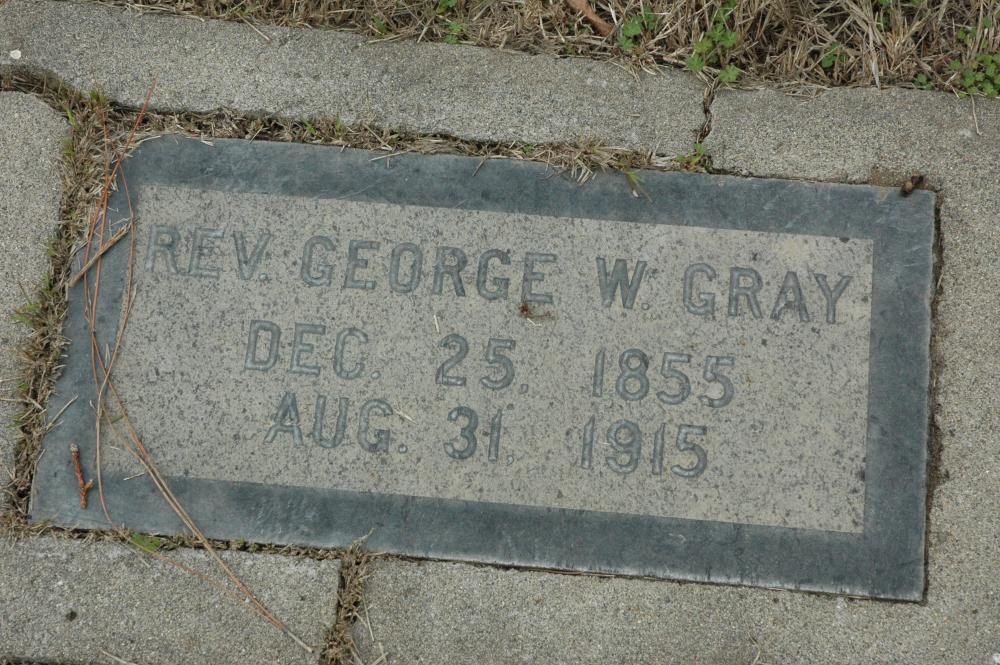 REV. GEORGE W. GRAY
DEC. 25, 1855
AUG. 31, 1915